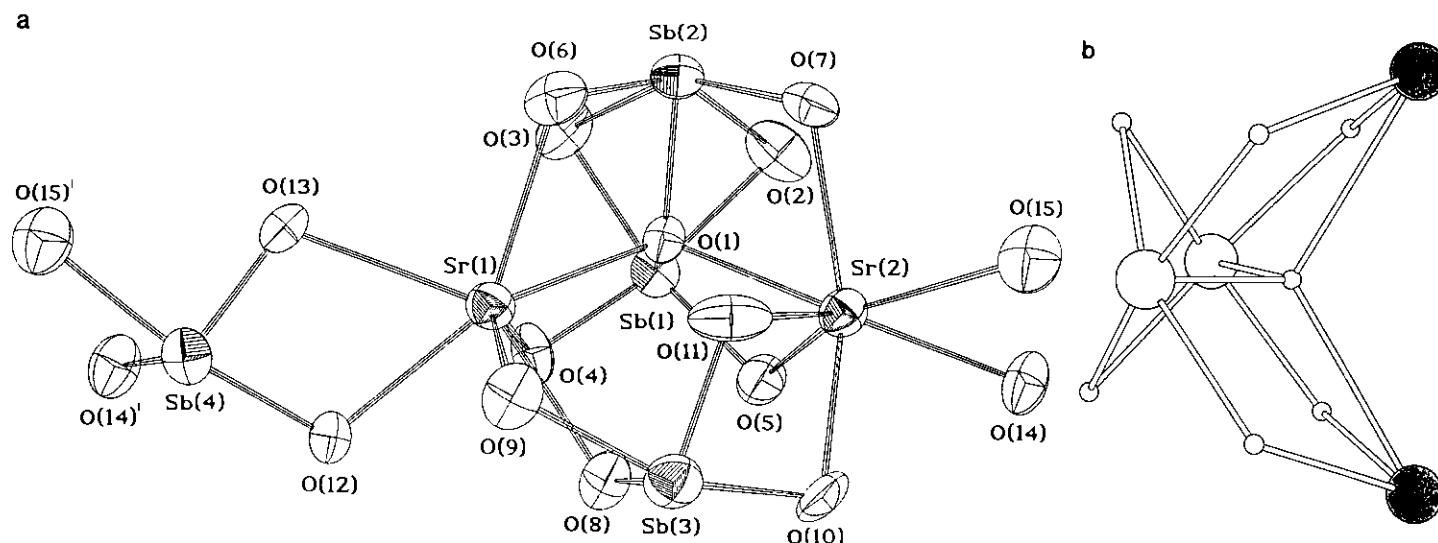 a
Sb(2)
O(6)
O(7)
b
O(3)
O(2)
O(15)'
O(13)
O(15)
Sr(1)
O(1)
Sr(2)
Sb(1)
O(11)
O(4)
O(14)'
Sb(4)
O(5)
O(14)
O(9)
O(12)
O(8)
Sb(3)
O(10)